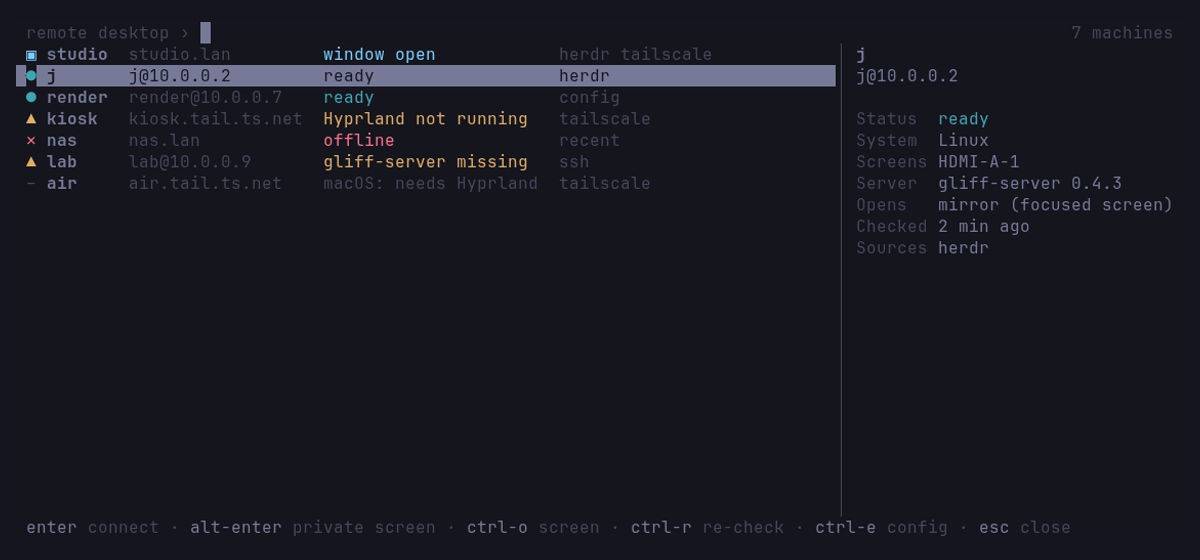 remote desktop › 7 machines
▣ studio studio.lan window open herdr tailscale
● j j@10.0.0.2 ready herdr
● render render@10.0.0.7 ready config
▲ kiosk kiosk.tail.ts.net Hyprland not running tailscale
✕ nas nas.lan offline recent
▲ lab lab@10.0.0.9 gliff-server missing ssh
– air air.tail.ts.net macOS: needs Hyprland tailscale
j
j@10.0.0.2
Status ready
System Linux
Screens HDMI-A-1
Server gliff-server 0.4.3
Opens mirror (focused screen)
Checked 2 min ago
Sources herdr
enter connect · alt-enter private screen · ctrl-o screen · ctrl-r re-check · ctrl-e config · esc close